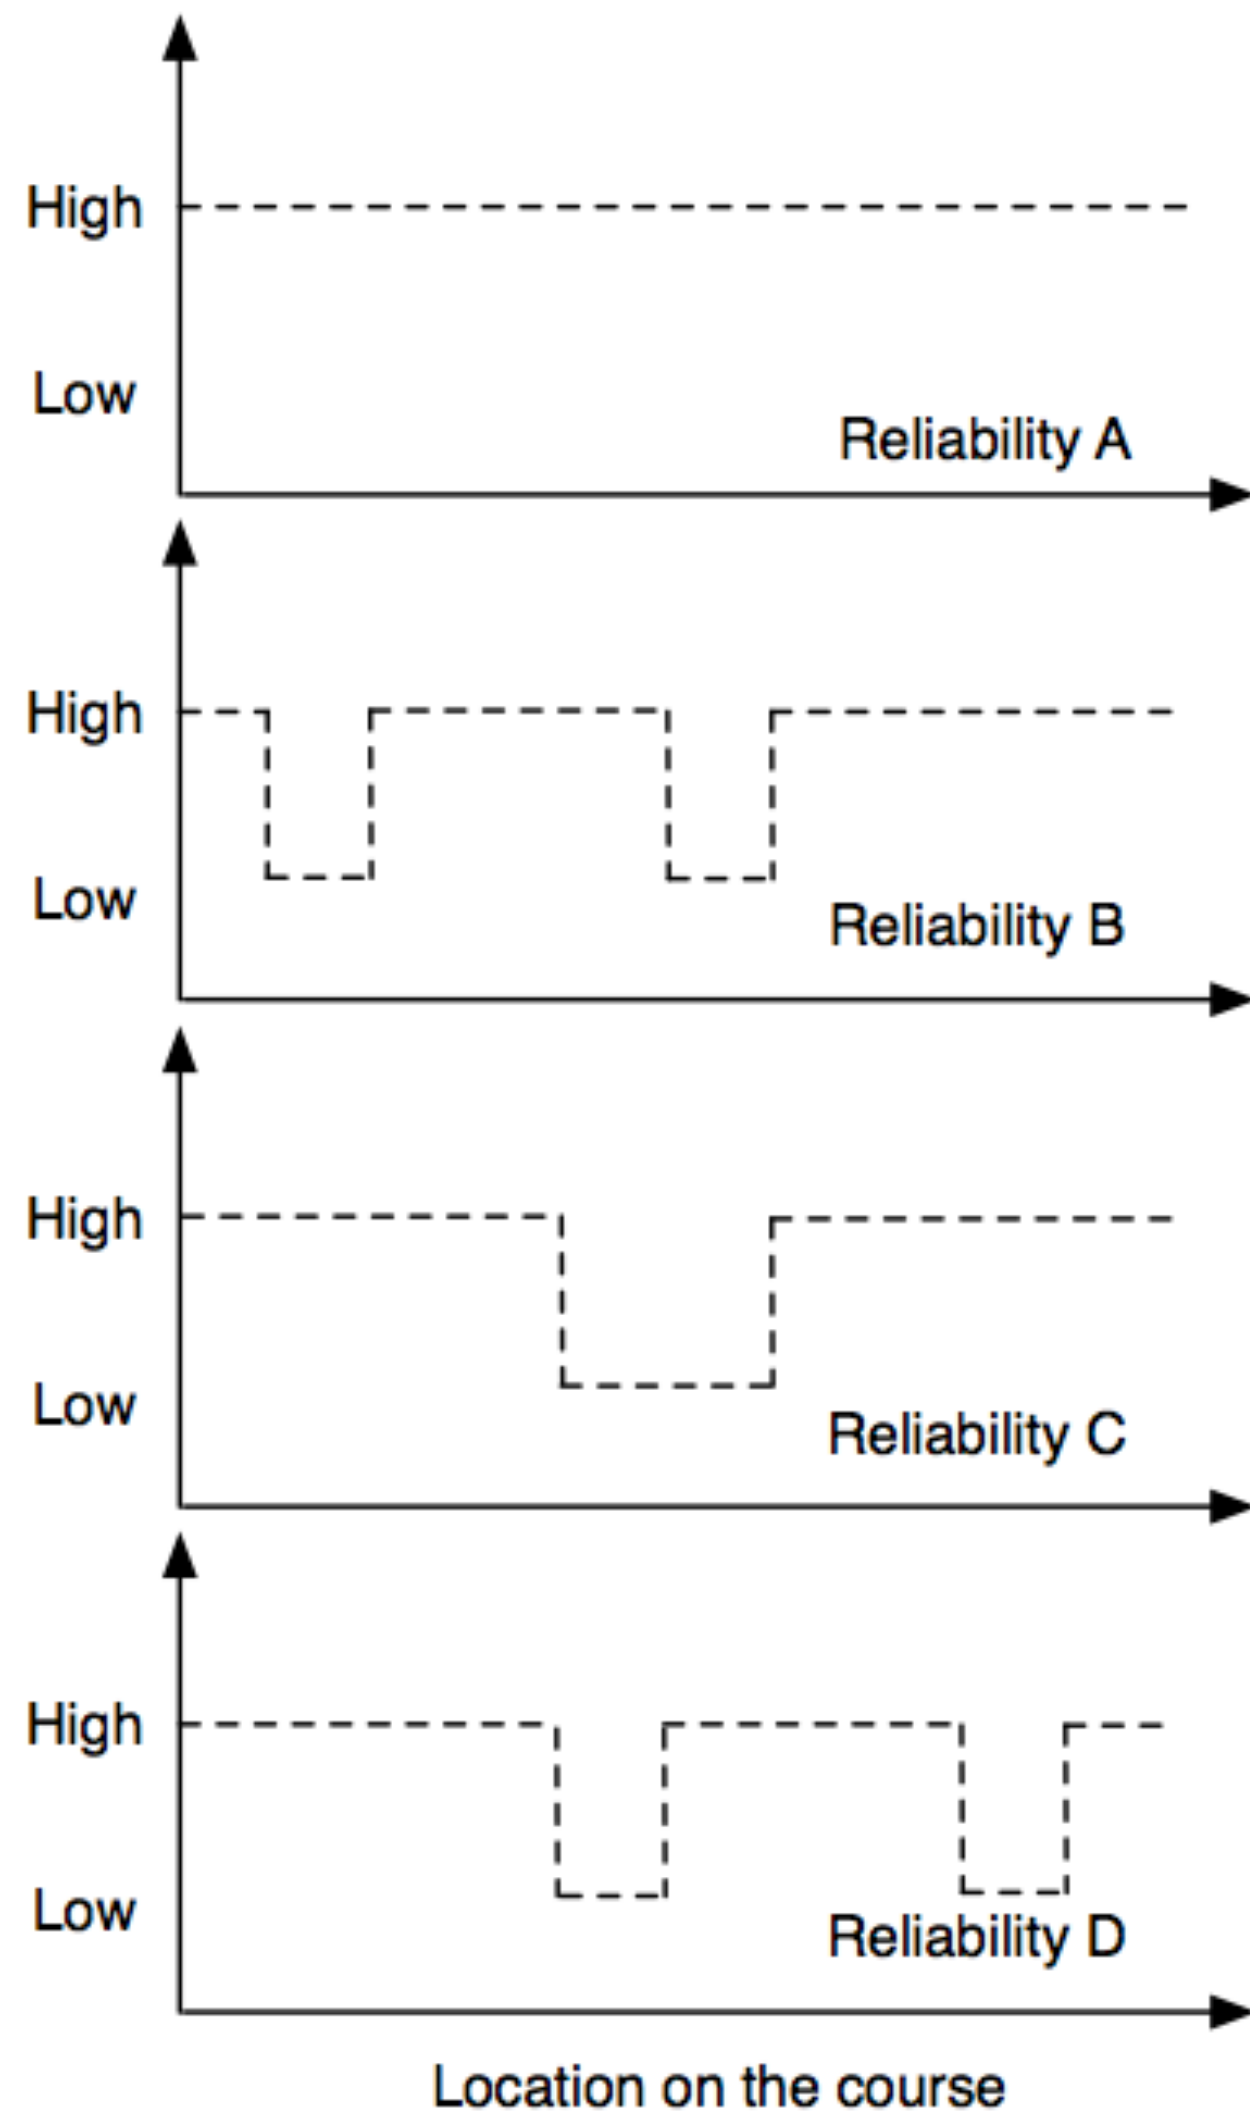 High
Low
Reliability A
High
Low
Reliability B
High
Low
Reliability C
High
Low
Reliability D
Location on the course